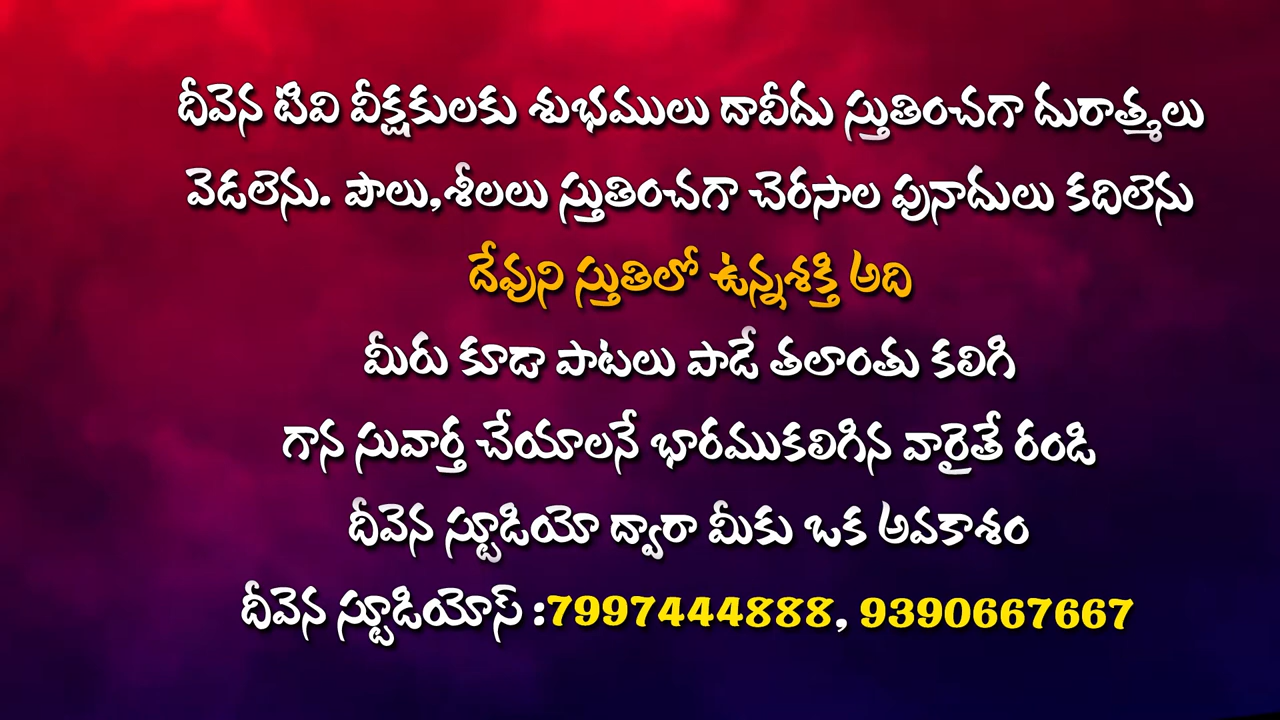 దీవెన టివి వీక్షకులకు శుభములు దావీదు స్తుతించగా దురాత్మలు
వెడలెను. పౌలు,శీలలు స్తుతించగా చెరసాల పునాదులు కదిలెను
దేవుని స్తుతిలో ఉన్నశక్తి అది
మీరు కూడా పాటలు పాడే తలాంతు కలిగి
గాన సువార్త చేయాలనే భారముకలిగిన వారైతే రండి
దీవెన స్టూడియో ద్వారా మీకు ఒక అవకాశం
దీవెన స్టూడియోస్ :7997444888, 9390667667